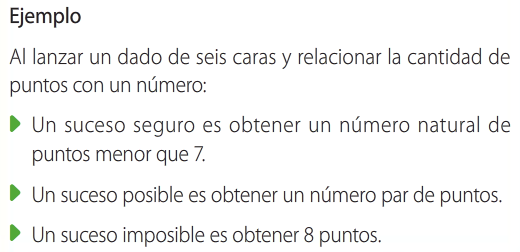 Ejemplo
Al lanzar un dado de seis caras y relacionar la cantidad de
puntos con un número:
Un suceso seguro es obtener un número natural de
puntos menor que 7.
Un suceso posible es obtener un número par de puntos.
Un suceso imposible es obtener 8 puntos.